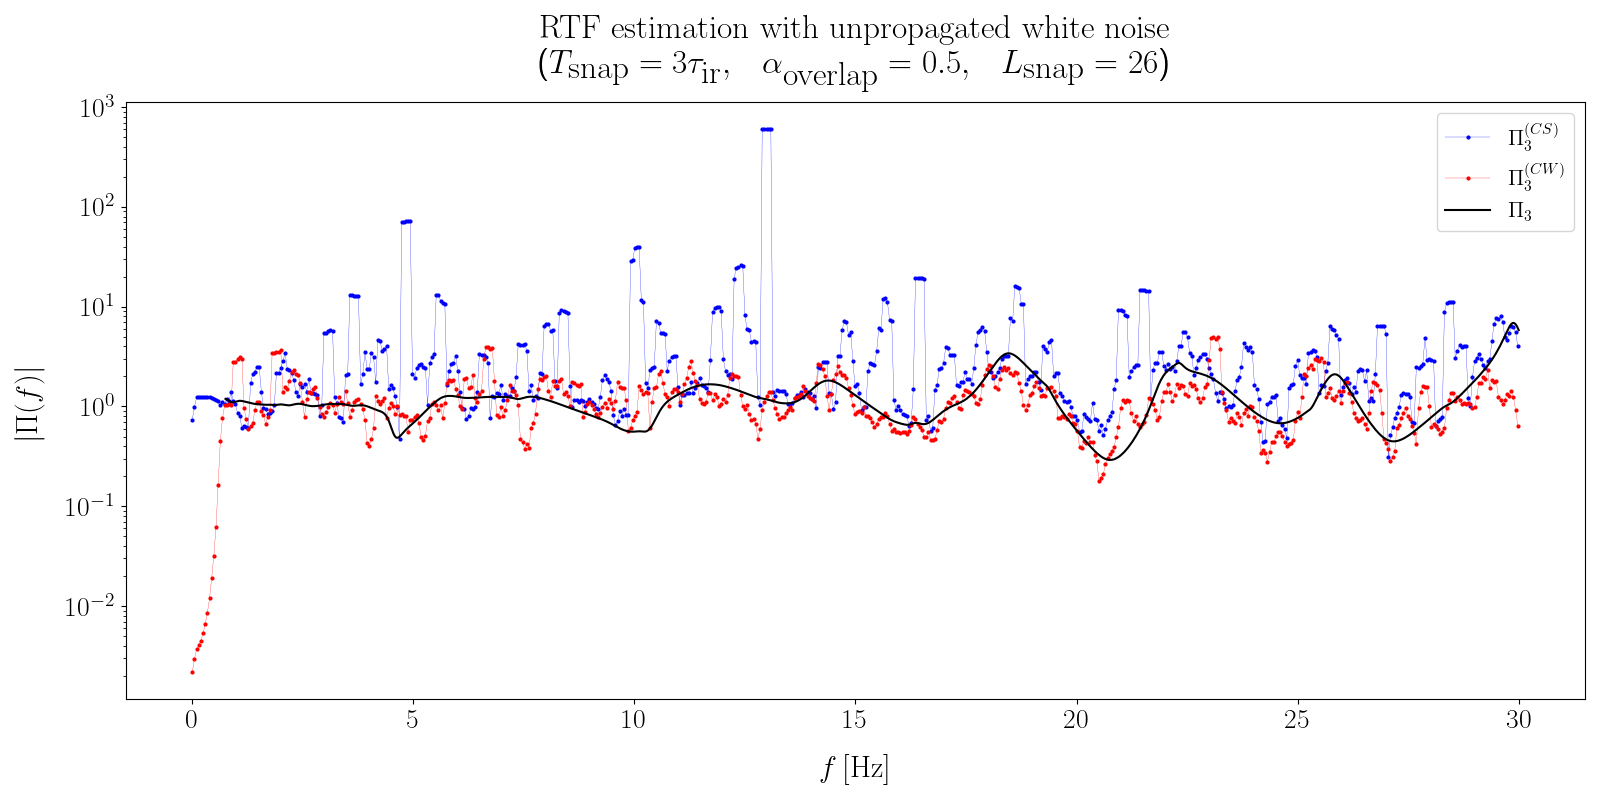 RTF estimation with unpropagated white noise
(T_snap = 3τ_ir, α_overlap = 0.5, L_snap = 26)
10^3
10^2
10^1
10^0
10^−1
10^−2
|Π(f)|
Π_3^(CS)
Π_3^(CW)
Π_3
0 5 10 15 20 25 30
f [Hz]